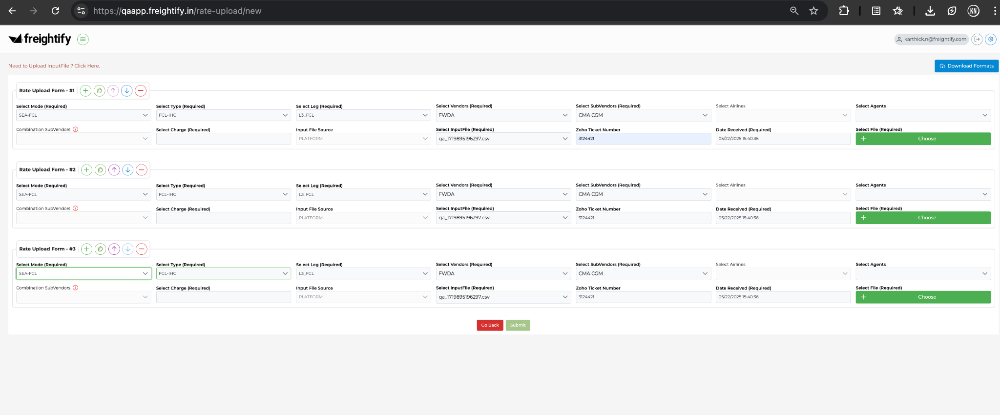 https://qaapp.freightify.in/rate-upload/new
KN
freightify
karthick.n@freightify.com
Need to Upload InputFile ? Click Here.
Download Formats
Rate Upload Form - #1
Select Mode (Required) Select Type (Required) Select Leg (Required) Select Vendors (Required) Select SubVendors (Required) Select Airlines Select Agents
SEA-FCL FCL-IHC L3_FCL FWDA CMA CGM
Combination SubVendors Select Charge (Required) Input File Source Select InputFile (Required) Zoho Ticket Number Date Received (Required) Select File (Required)
PLATFORM qa_1719895196297.csv 3124421 05/22/2025 15:40:36 Choose
Rate Upload Form - #2
Select Mode (Required) Select Type (Required) Select Leg (Required) Select Vendors (Required) Select SubVendors (Required) Select Airlines Select Agents
SEA-FCL FCL-IHC L3_FCL FWDA CMA CGM
Combination SubVendors Select Charge (Required) Input File Source Select InputFile (Required) Zoho Ticket Number Date Received (Required) Select File (Required)
PLATFORM qa_1719895196297.csv 3124421 05/22/2025 15:40:36 Choose
Rate Upload Form - #3
Select Mode (Required) Select Type (Required) Select Leg (Required) Select Vendors (Required) Select SubVendors (Required) Select Airlines Select Agents
SEA-FCL FCL-IHC L3_FCL FWDA CMA CGM
Combination SubVendors Select Charge (Required) Input File Source Select InputFile (Required) Zoho Ticket Number Date Received (Required) Select File (Required)
PLATFORM qa_1719895196297.csv 3124421 05/22/2025 15:40:36 Choose
Go Back Submit